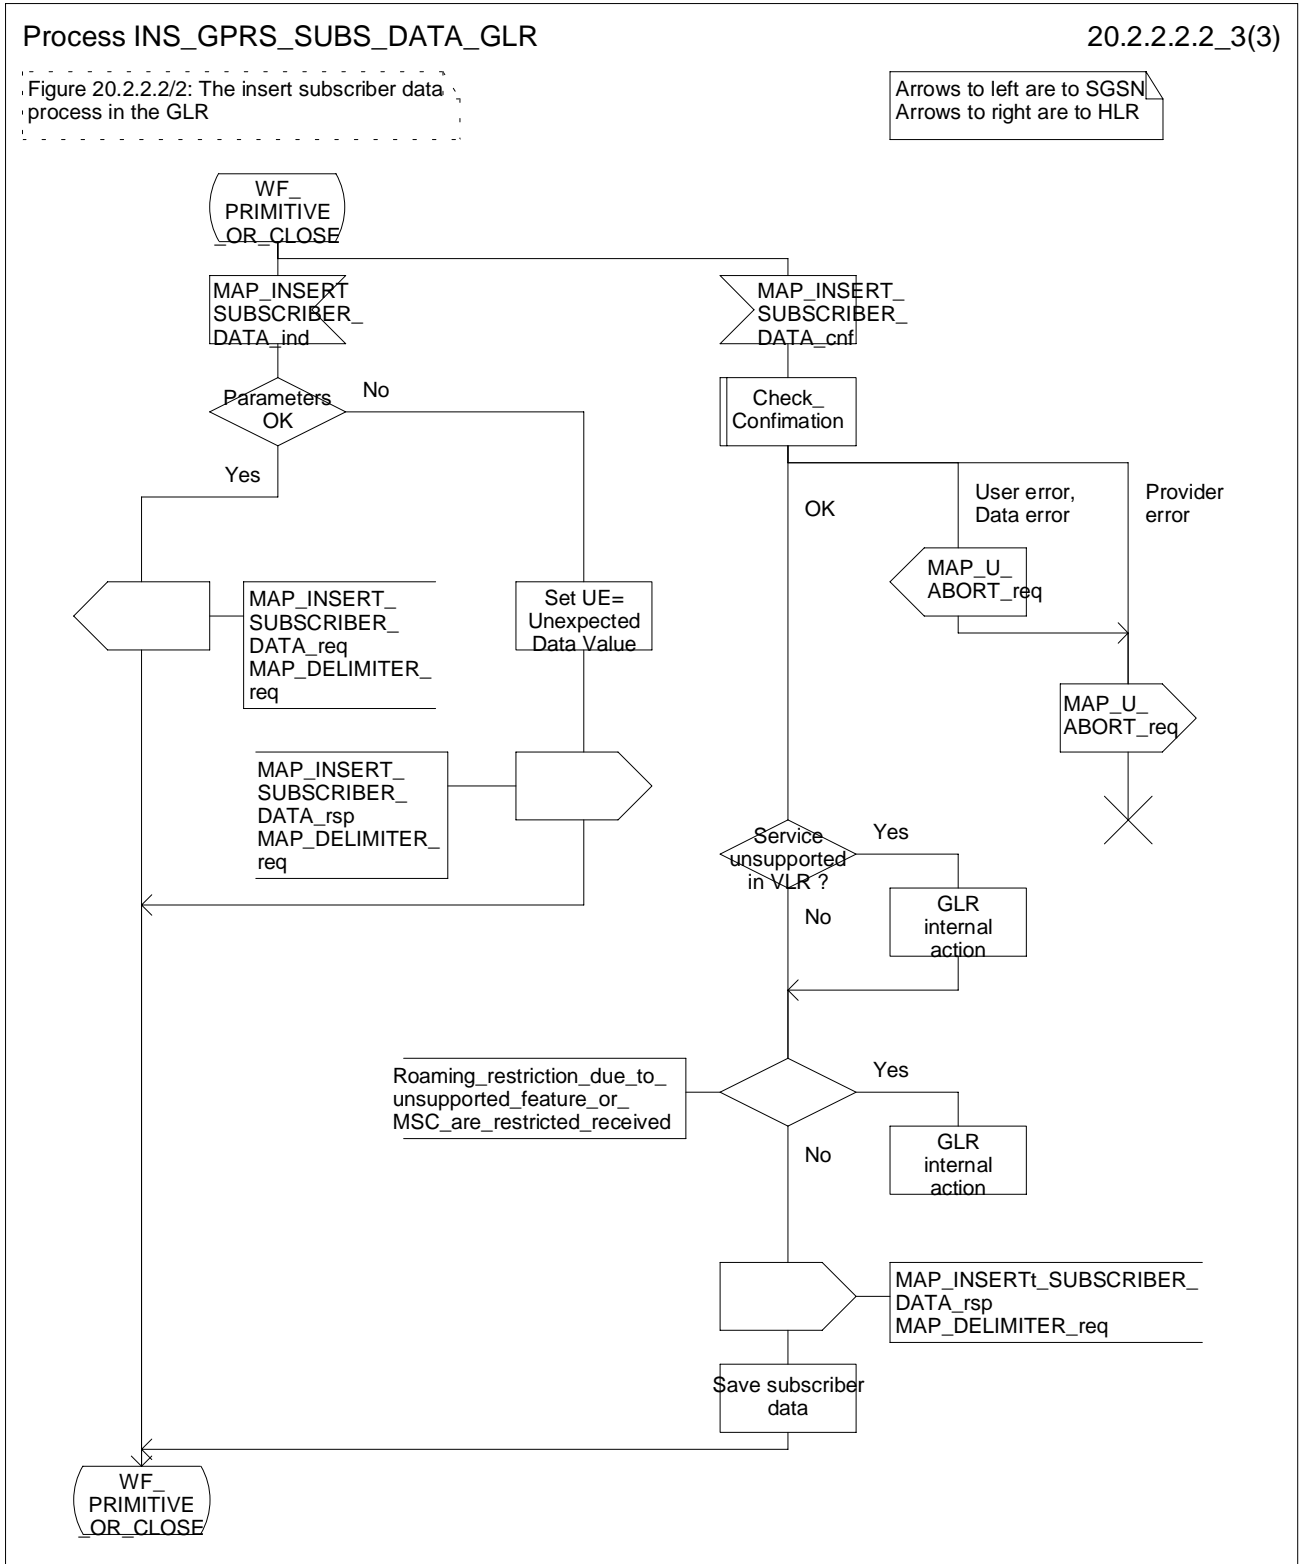 Process INS_GPRS_SUBS_DATA_GLR
20.2.2.2.2_3(3)
Figure 20.2.2.2/2: The insert subscriber data
process in the GLR
Arrows to left are to SGSN
Arrows to right are to HLR
WF_
PRIMITIVE
_OR_CLOSE
MAP_INSERT
SUBSCRIBER_
DATA_ind
MAP_INSERT_
SUBSCRIBER_
DATA_cnf
Parameters
OK
No
Yes
Check_
Confimation
OK
User error,
Data error
Provider
error
MAP_U_
ABORT_req
MAP_INSERT_
SUBSCRIBER_
DATA_req
MAP_DELIMITER_
req
Set UE=
Unexpected
Data Value
MAP_U_
ABORT_req
MAP_INSERT_
SUBSCRIBER_
DATA_rsp
MAP_DELIMITER_
req
Service
unsupported
in VLR ?
Yes
No
GLR
internal
action
Roaming_restriction_due_to_
unsupported_feature_or_
MSC_are_restricted_received
Yes
No
GLR
internal
action
MAP_INSERTt_SUBSCRIBER_
DATA_rsp
MAP_DELIMITER_req
Save subscriber
data
WF_
PRIMITIVE
_OR_CLOSE